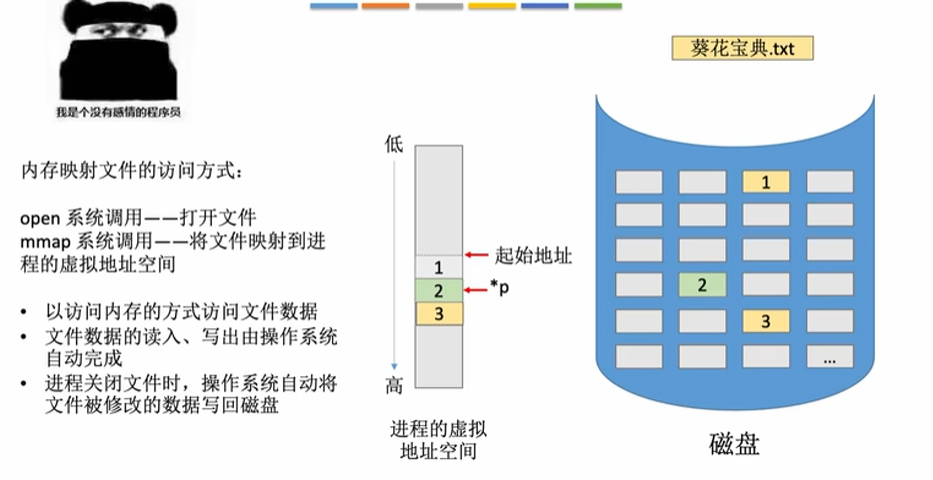 我是个没有感情的程序员
内存映射文件的访问方式：
open 系统调用——打开文件
mmap 系统调用——将文件映射到进
程的虚拟地址空间
• 以访问内存的方式访问文件数据
• 文件数据的读入、写出由操作系统
自动完成
• 进程关闭文件时，操作系统自动将
文件被修改的数据写回磁盘
低
起始地址
1
2
*p
3
高
进程的虚拟
地址空间
葵花宝典.txt
1
2
3
...
磁盘